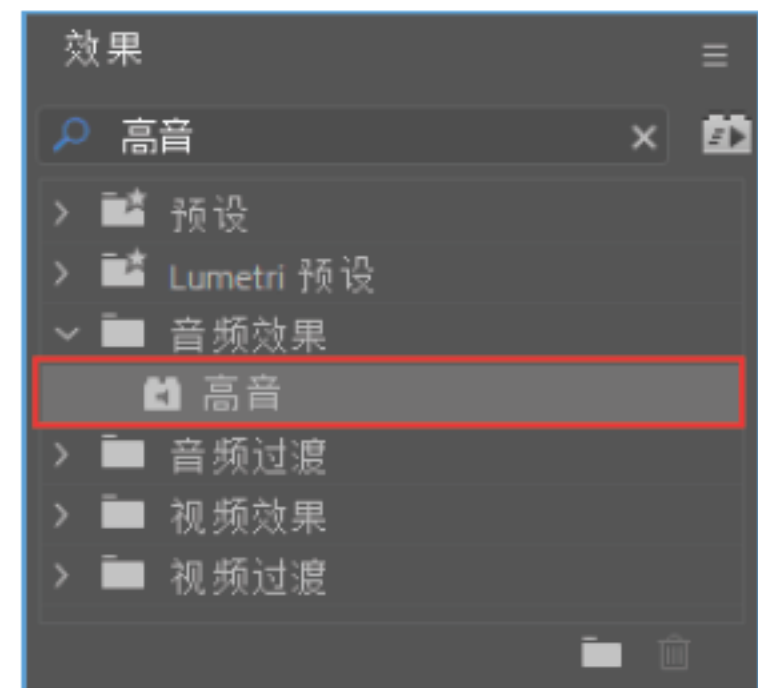 效果
高音
预设
Lumetri 预设
音频效果
高音
音频过渡
视频效果
视频过渡